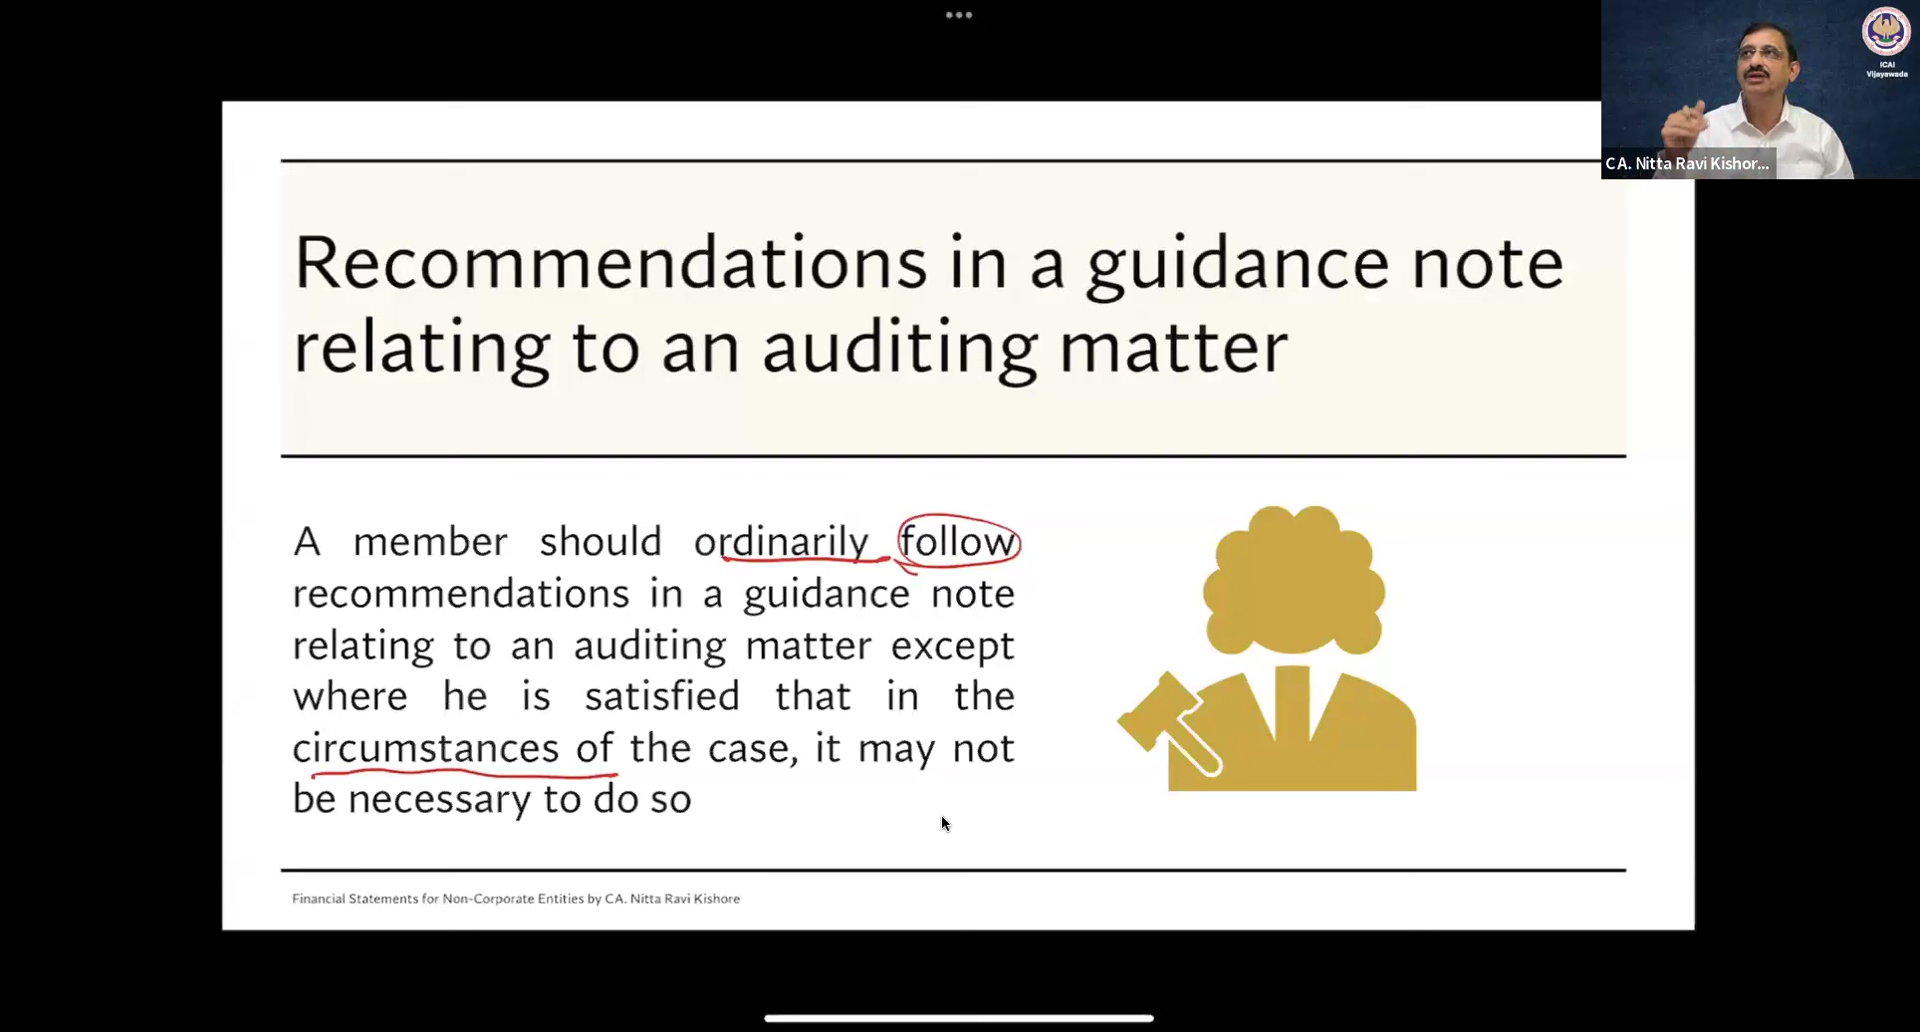 ICAI
Vijayawada
CA. Nitta Ravi Kishor...
Recommendations in a guidance note
relating to an auditing matter
A member should ordinarily follow
recommendations in a guidance note
relating to an auditing matter except
where he is satisfied that in the
circumstances of the case, it may not
be necessary to do so
Financial Statements for Non-Corporate Entities by CA. Nitta Ravi Kishore